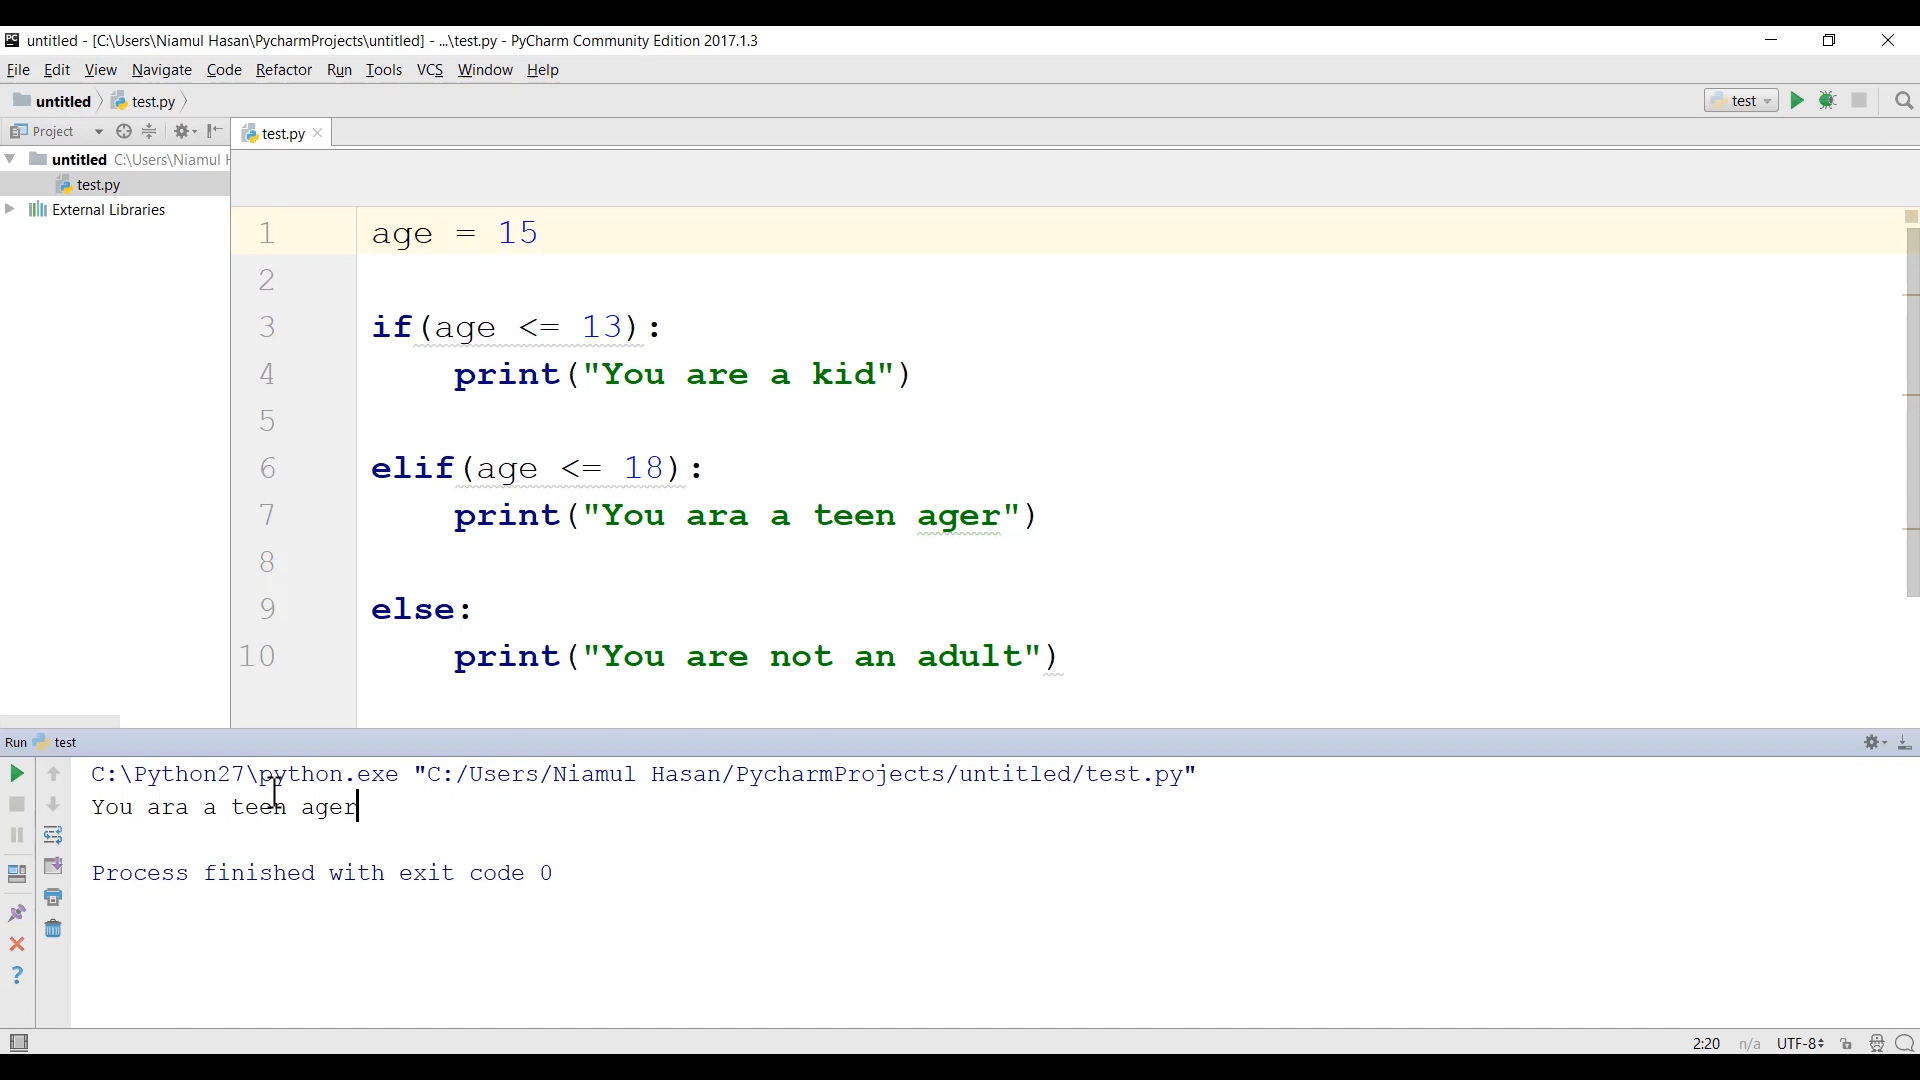 untitled - [C:\Users\Niamul Hasan\PycharmProjects\untitled] - ...\test.py - PyCharm Community Edition 2017.1.3
File Edit View Navigate Code Refactor Run Tools VCS Window Help
untitled test.py test
Project test.py
untitled C:\Users\Niamul
test.py
External Libraries
1 age = 15
2
3 if(age <= 13):
4 print("You are a kid")
5
6 elif(age <= 18):
7 print("You ara a teen ager")
8
9 else:
10 print("You are not an adult")
Run test
C:\Python27\python.exe "C:/Users/Niamul Hasan/PycharmProjects/untitled/test.py"
You ara a teen ager
Process finished with exit code 0
2:20 n/a UTF-8